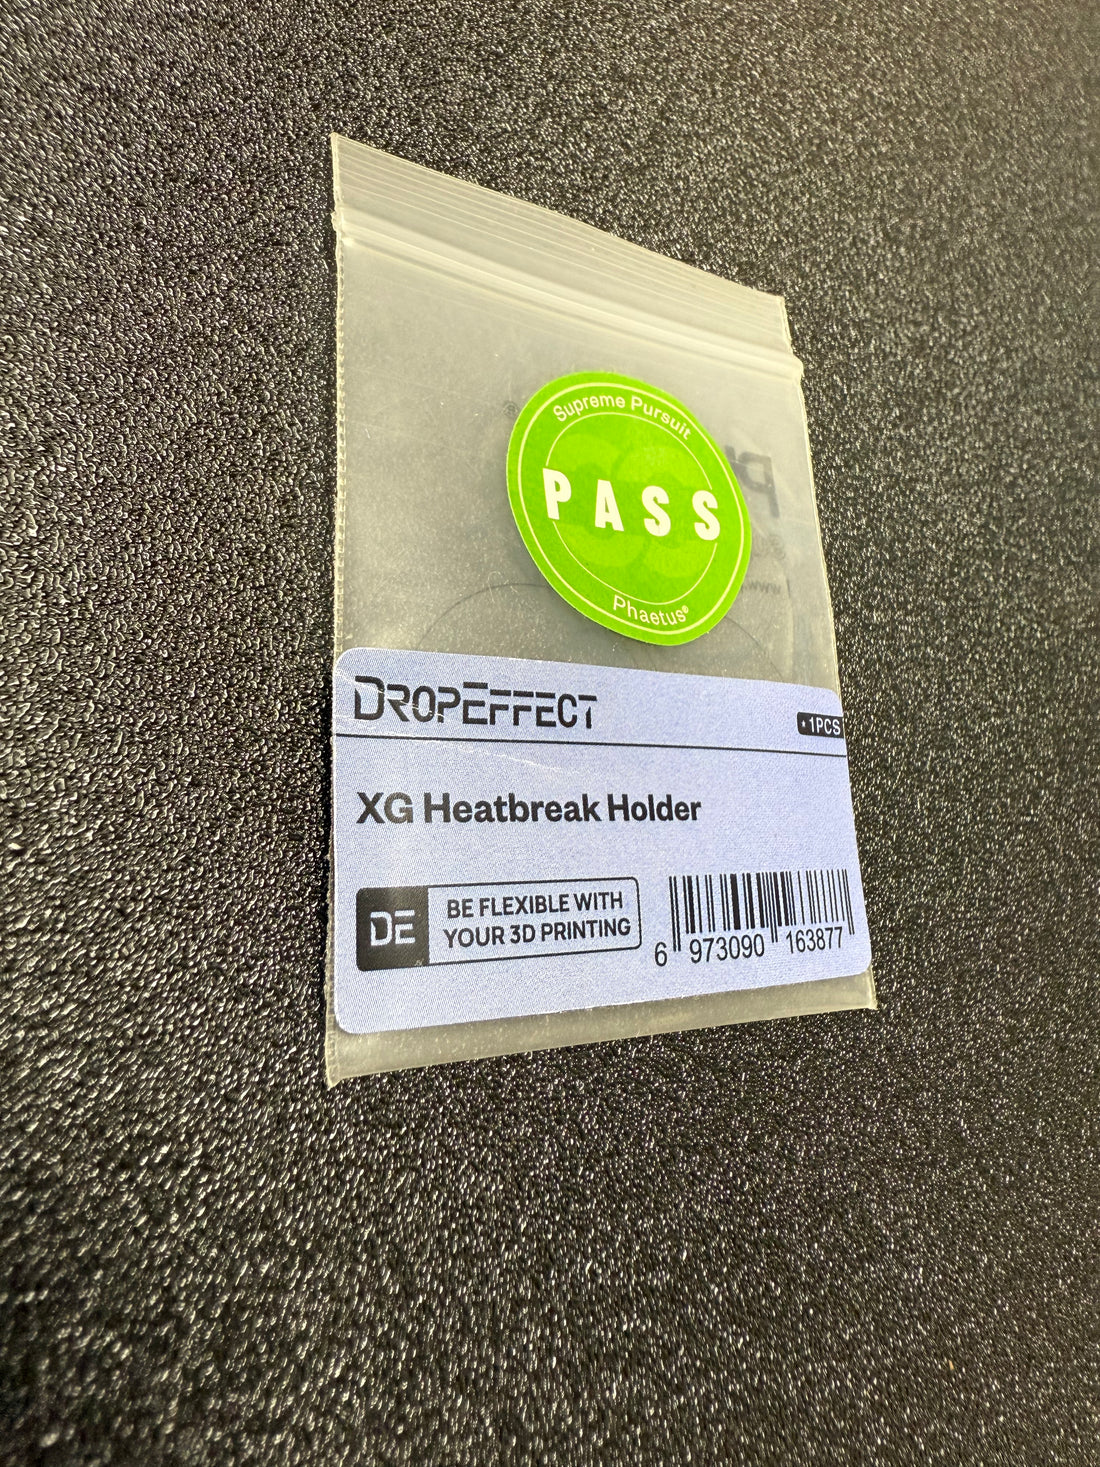 Supreme Pursuit
PASS
Phaetus®
DROPEFFECT
*1PCS
XG Heatbreak Holder
DE
BE FLEXIBLE WITH
YOUR 3D PRINTING
6 973090 163877